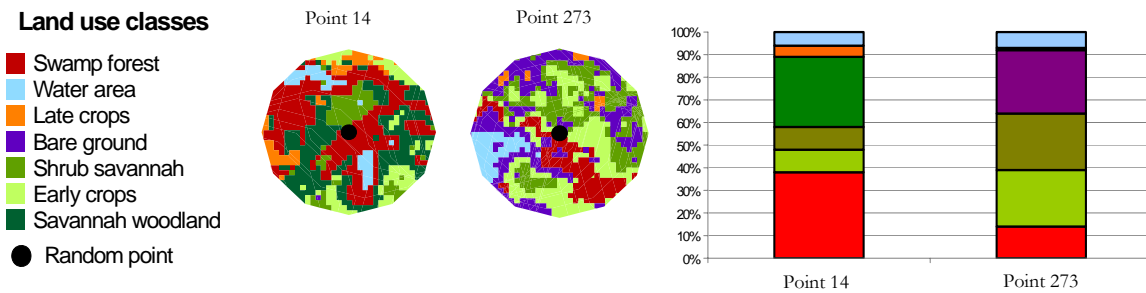 Land use classes
Swamp forest
Water area
Late crops
Bare ground
Shrub savannah
Early crops
Savannah woodland
Random point
Point 14
Point 273
100%
90%
80%
70%
60%
50%
40%
30%
20%
10%
0%
Point 14
Point 273